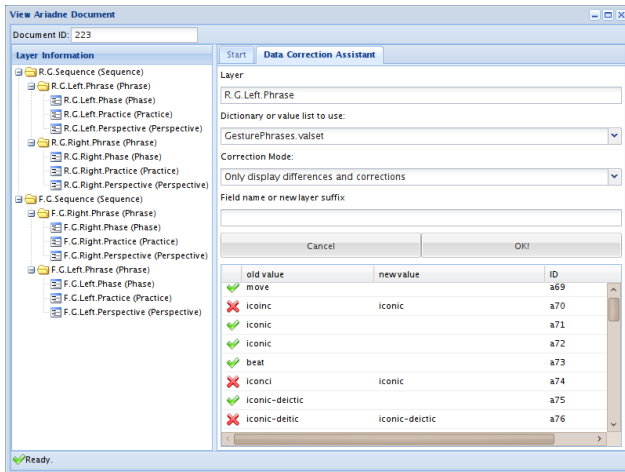 View Ariadne Document
Document ID: 223
Layer Information
R.G.Sequence (Sequence)
R.G.Left.Phrase (Phrase)
R.G.Left.Phase (Phase)
R.G.Left.Practice (Practice)
R.G.Left.Perspective (Perspective)
R.G.Right.Phrase (Phrase)
R.G.Right.Phase (Phase)
R.G.Right.Practice (Practice)
R.G.Right.Perspective (Perspective)
F.G.Sequence (Sequence)
F.G.Right.Phrase (Phrase)
F.G.Right.Phase (Phase)
F.G.Right.Practice (Practice)
F.G.Right.Perspective (Perspective)
F.G.Left.Phrase (Phrase)
F.G.Left.Phase (Phase)
F.G.Left.Practice (Practice)
F.G.Left.Perspective (Perspective)
Start Data Correction Assistant
Layer
R.G.Left.Phrase
Dictionary or value list to use:
GesturePhrases.valset
Correction Mode:
Only display differences and corrections
Field name or new layer suffix
Cancel OK!
old value new value ID
move a69
icoinc iconic a70
iconic a71
iconic a72
beat a73
iconci iconic a74
iconic-deictic a75
iconic-deitic iconic-deictic a76
Ready.